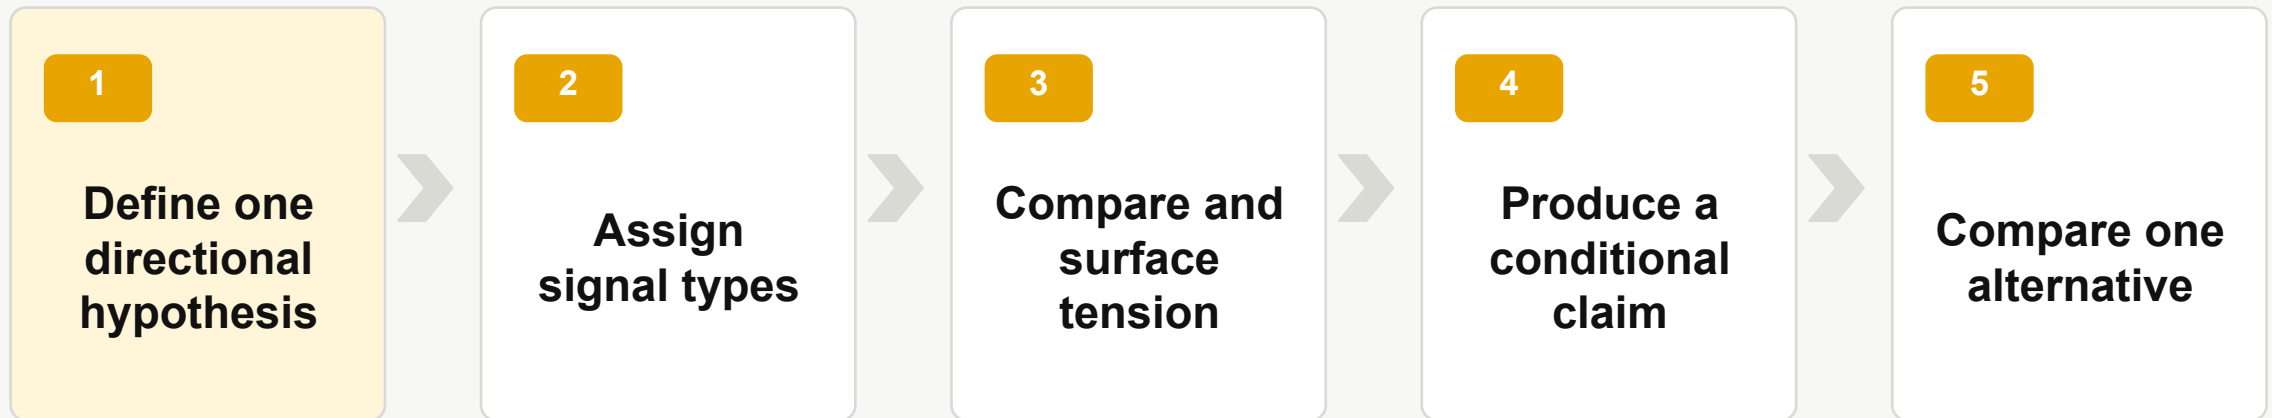 1
Define one
directional
hypothesis
2
Assign
signal types
3
Compare and
surface
tension
4
Produce a
conditional
claim
5
Compare one
alternative